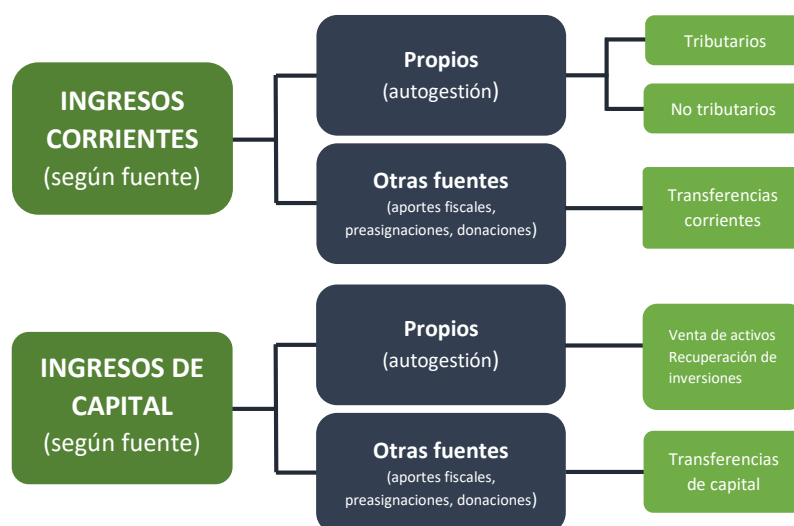 INGRESOS
CORRIENTES
(según fuente)
Propios
(autogestión)
Tributarios
No tributarios
Otras fuentes
(aportes fiscales,
preasignaciones, donaciones)
Transferencias
corrientes
INGRESOS DE
CAPITAL
(según fuente)
Propios
(autogestión)
Venta de activos
Recuperación de
inversiones
Otras fuentes
(aportes fiscales,
preasignaciones, donaciones)
Transferencias
de capital